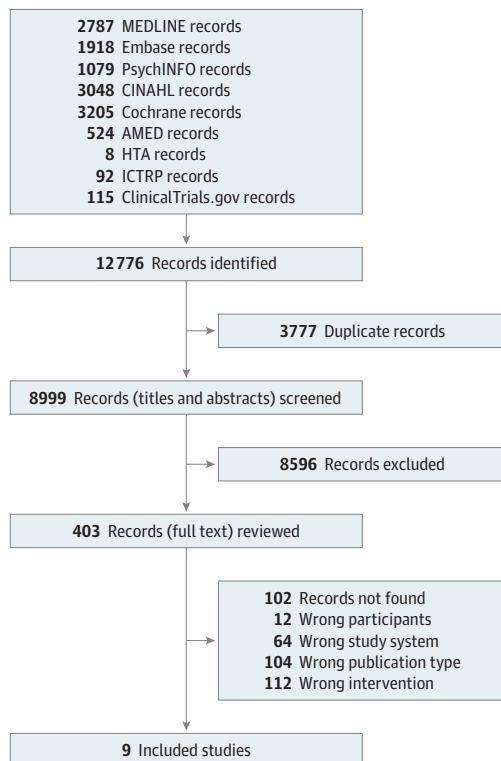 2787 MEDLINE records
1918 Embase records
1079 PsychINFO records
3048 CINAHL records
3205 Cochrane records
524 AMED records
8 HTA records
92 ICTRP records
115 ClinicalTrials.gov records
12 776 Records identified
3777 Duplicate records
8999 Records (titles and abstracts) screened
8596 Records excluded
403 Records (full text) reviewed
102 Records not found
12 Wrong participants
64 Wrong study system
104 Wrong publication type
112 Wrong intervention
9 Included studies